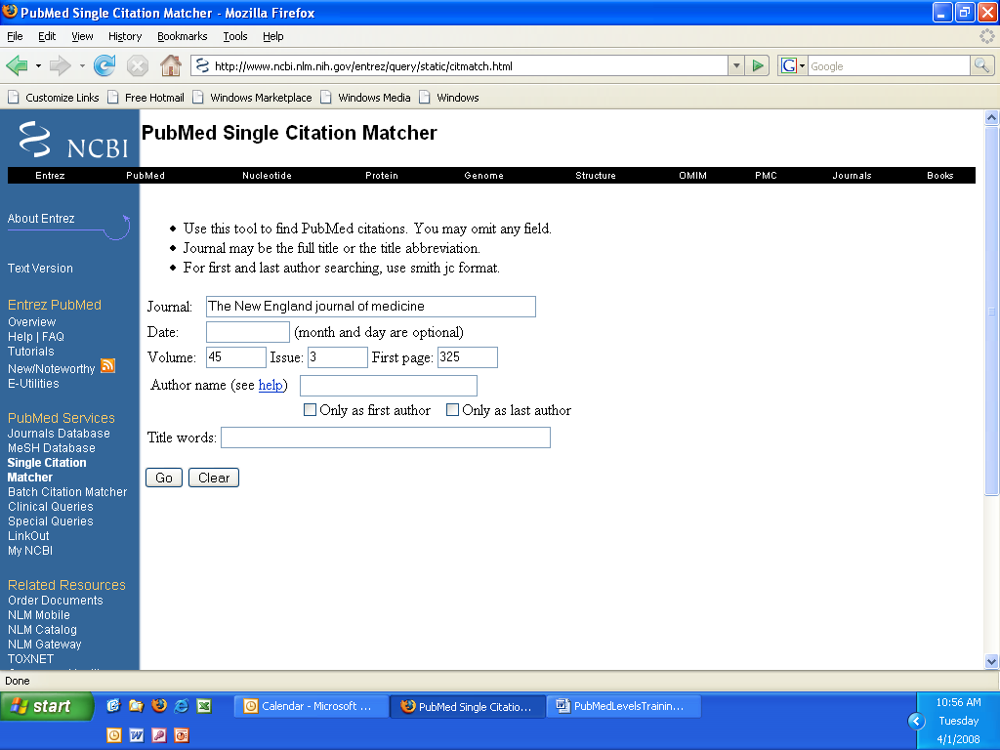 PubMed Single Citation Matcher - Mozilla Firefox
File Edit View History Bookmarks Tools Help
http://www.ncbi.nlm.nih.gov/entrez/query/static/citmatch.html
G Google
Customize Links Free Hotmail Windows Marketplace Windows Media Windows
NCBI
PubMed Single Citation Matcher
Entrez PubMed Nucleotide Protein Genome Structure OMIM PMC Journals Books
About Entrez
Text Version
Entrez PubMed
Overview
Help | FAQ
Tutorials
New/Noteworthy
E-Utilities
PubMed Services
Journals Database
MeSH Database
Single Citation
Matcher
Batch Citation Matcher
Clinical Queries
Special Queries
LinkOut
My NCBI
Related Resources
Order Documents
NLM Mobile
NLM Catalog
NLM Gateway
TOXNET
• Use this tool to find PubMed citations. You may omit any field.
• Journal may be the full title or the title abbreviation.
• For first and last author searching, use smith jc format.
Journal: The New England journal of medicine
Date: (month and day are optional)
Volume: 45 Issue: 3 First page: 325
Author name (see help)
Only as first author Only as last author
Title words:
Go Clear
Done
start Calendar - Microsoft ... PubMed Single Citatio... PubMedLevelsTrainin... 10:56 AM
Tuesday
4/1/2008